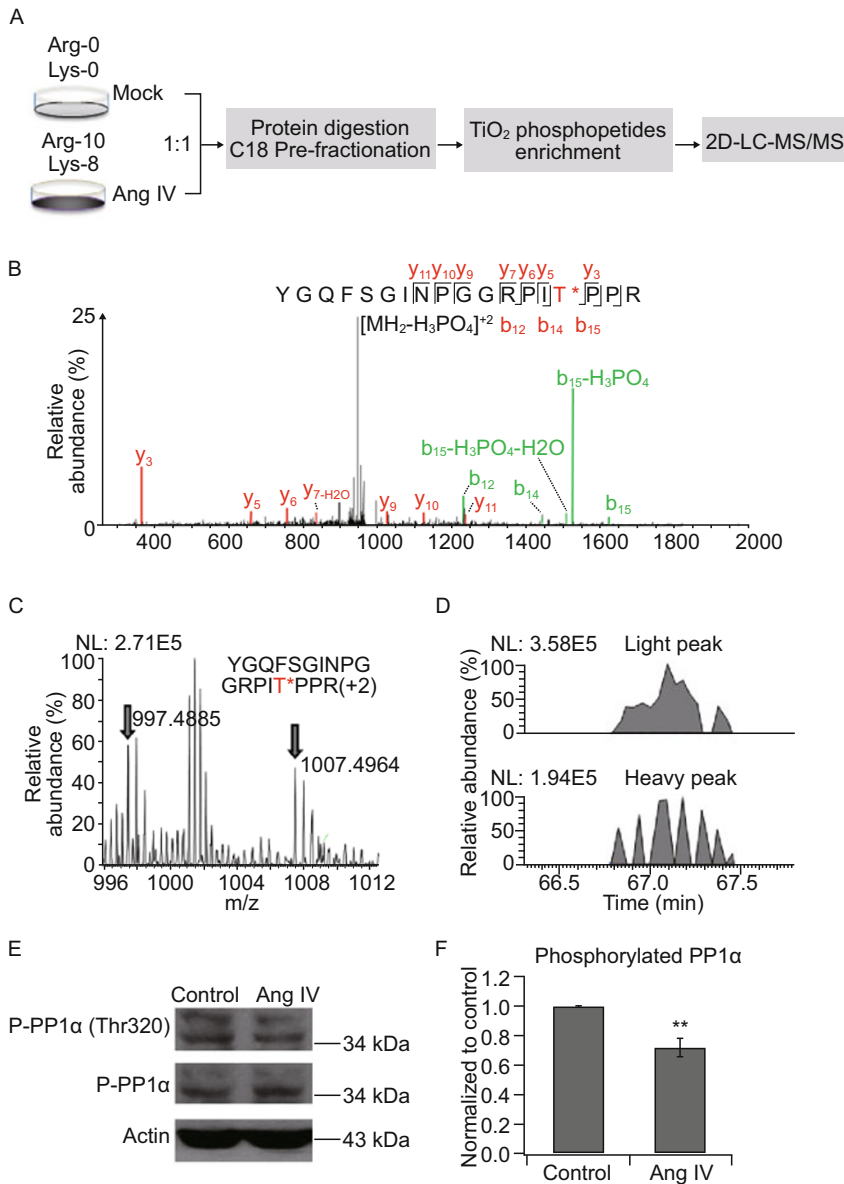 A
Arg-0
Lys-0
Mock
Arg-10
Lys-8
Ang IV
1:1
Protein digestion
C18 Pre-fractionation
TiO2 phosphopetides
enrichment
2D-LC-MS/MS
B
y11 y10 y9 y7 y6 y5 y3
Y G Q F S G I N P G G R P I T * P P R
[MH2-H3PO4]+2 b12 b14 b15
25
Relative
abundance (%)
0
y3
y5
y6
y7-H2O
y9
y10
y11
b12
b14
b15
b15-H3PO4
b15-H3PO4-H2O
400 600 800 1000 1200 1400 1600 1800 2000
C
NL: 2.71E5
YGQFSGINPG
GRPIT*PPR(+2)
997.4885
1007.4964
Relative
abundance (%)
100
80
60
40
20
0
996 1000 1004 1008 1012
m/z
D
NL: 3.58E5 Light peak
100
50
0
NL: 1.94E5 Heavy peak
100
50
0
Relative abundance (%)
66.5 67.0 67.5
Time (min)
E
Control Ang IV
P-PP1α (Thr320)
34 kDa
P-PP1α
34 kDa
Actin
43 kDa
F
Phosphorylated PP1α
Normalized to control
1.2
1.0
0.8
0.6
0.4
0.2
0.0
**
Control Ang IV